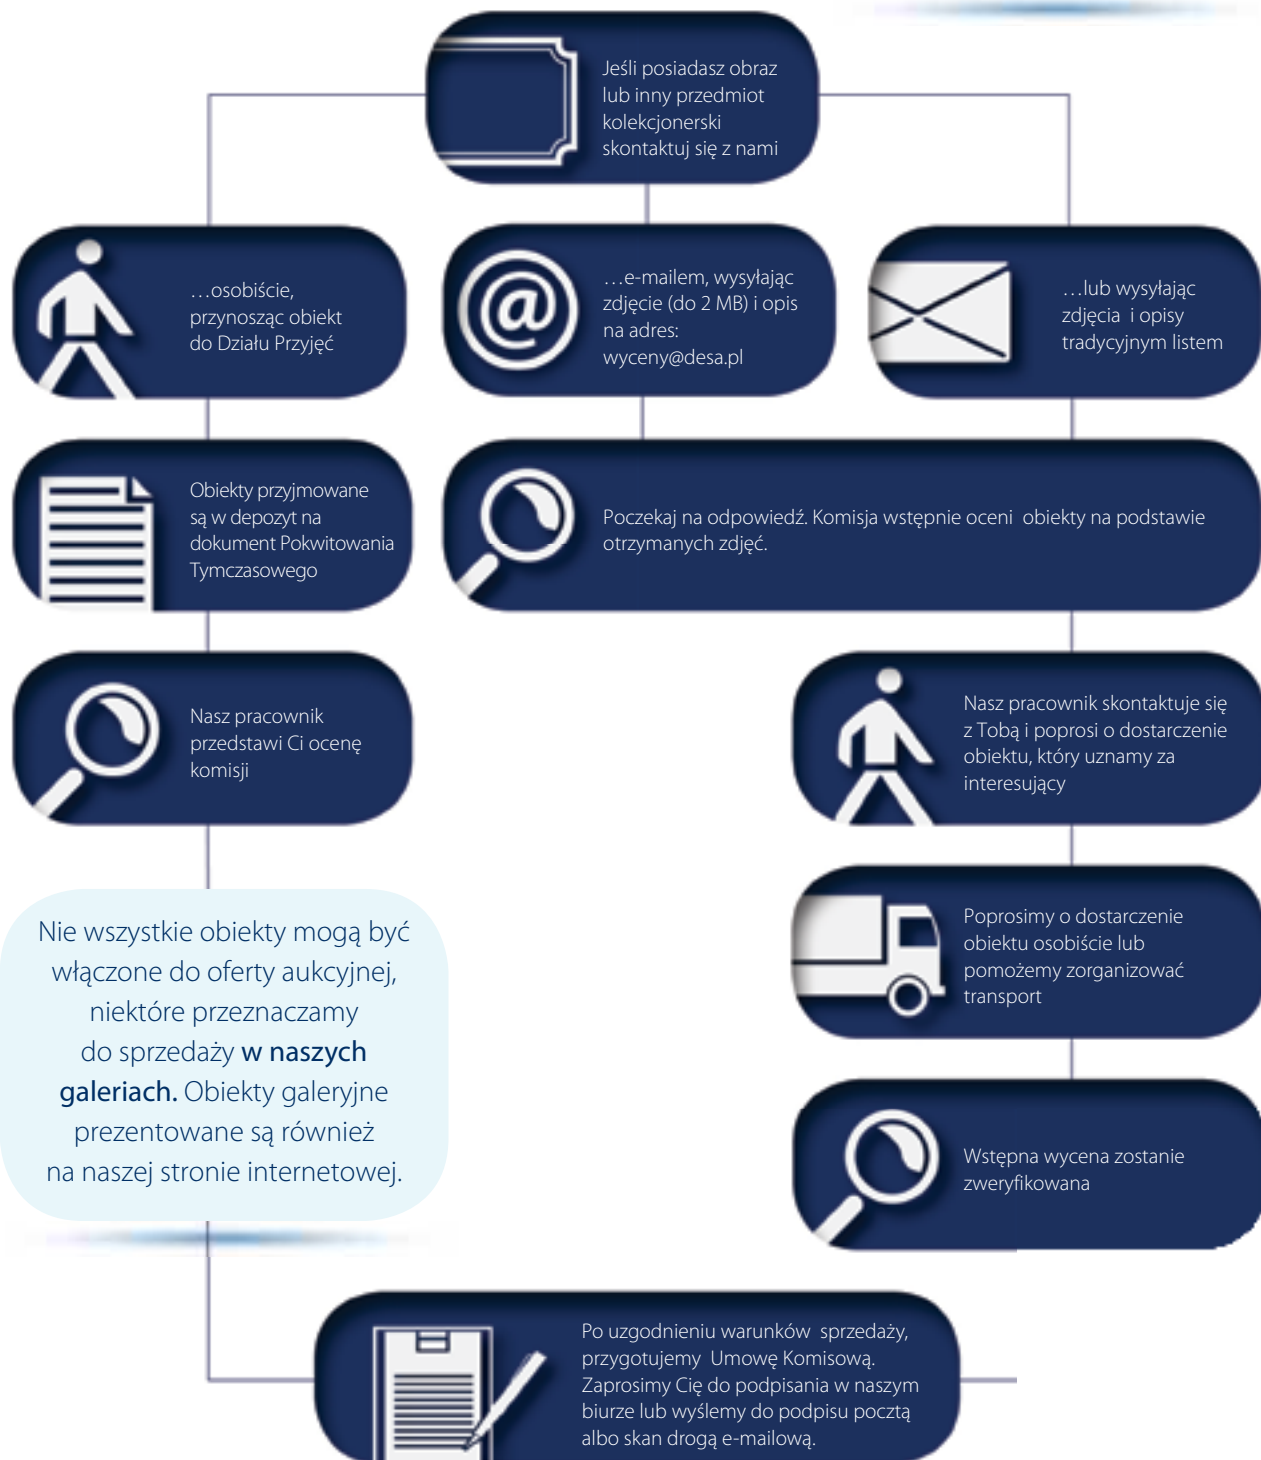 Jeśli posiadasz obraz
lub inny przedmiot
kolekcjonerski
skontaktuj się z nami
…osobiście,
przynosząc obiekt
do Działu Przyjęć
…e-mailem, wysyłając
zdjęcie (do 2 MB) i opis
na adres:
wyceny@desa.pl
…lub wysyłając
zdjęcia i opisy
tradycyjnym listem
Obiekty przyjmowane
są w depozyt na
dokument Pokwitowania
Tymczasowego
Poczekaj na odpowiedź. Komisja wstępnie oceni obiekty na podstawie
otrzymanych zdjęć.
Nasz pracownik
przedstawi Ci ocenę
komisji
Nasz pracownik skontaktuje się
z Tobą i poprosi o dostarczenie
obiektu, który uznamy za
interesujący
Poprosimy o dostarczenie
obiektu osobiście lub
pomożemy zorganizować
transport
Nie wszystkie obiekty mogą być
włączone do oferty aukcyjnej,
niektóre przeznaczamy
do sprzedaży w naszych
galeriach. Obiekty galeryjne
prezentowane są również
na naszej stronie internetowej.
Wstępna wycena zostanie
zweryfikowana
Po uzgodnieniu warunków sprzedaży,
przygotujemy Umowę Komisową.
Zaprosimy Cię do podpisania w naszym
biurze lub wyślemy do podpisu pocztą
albo skan drogą e-mailową.